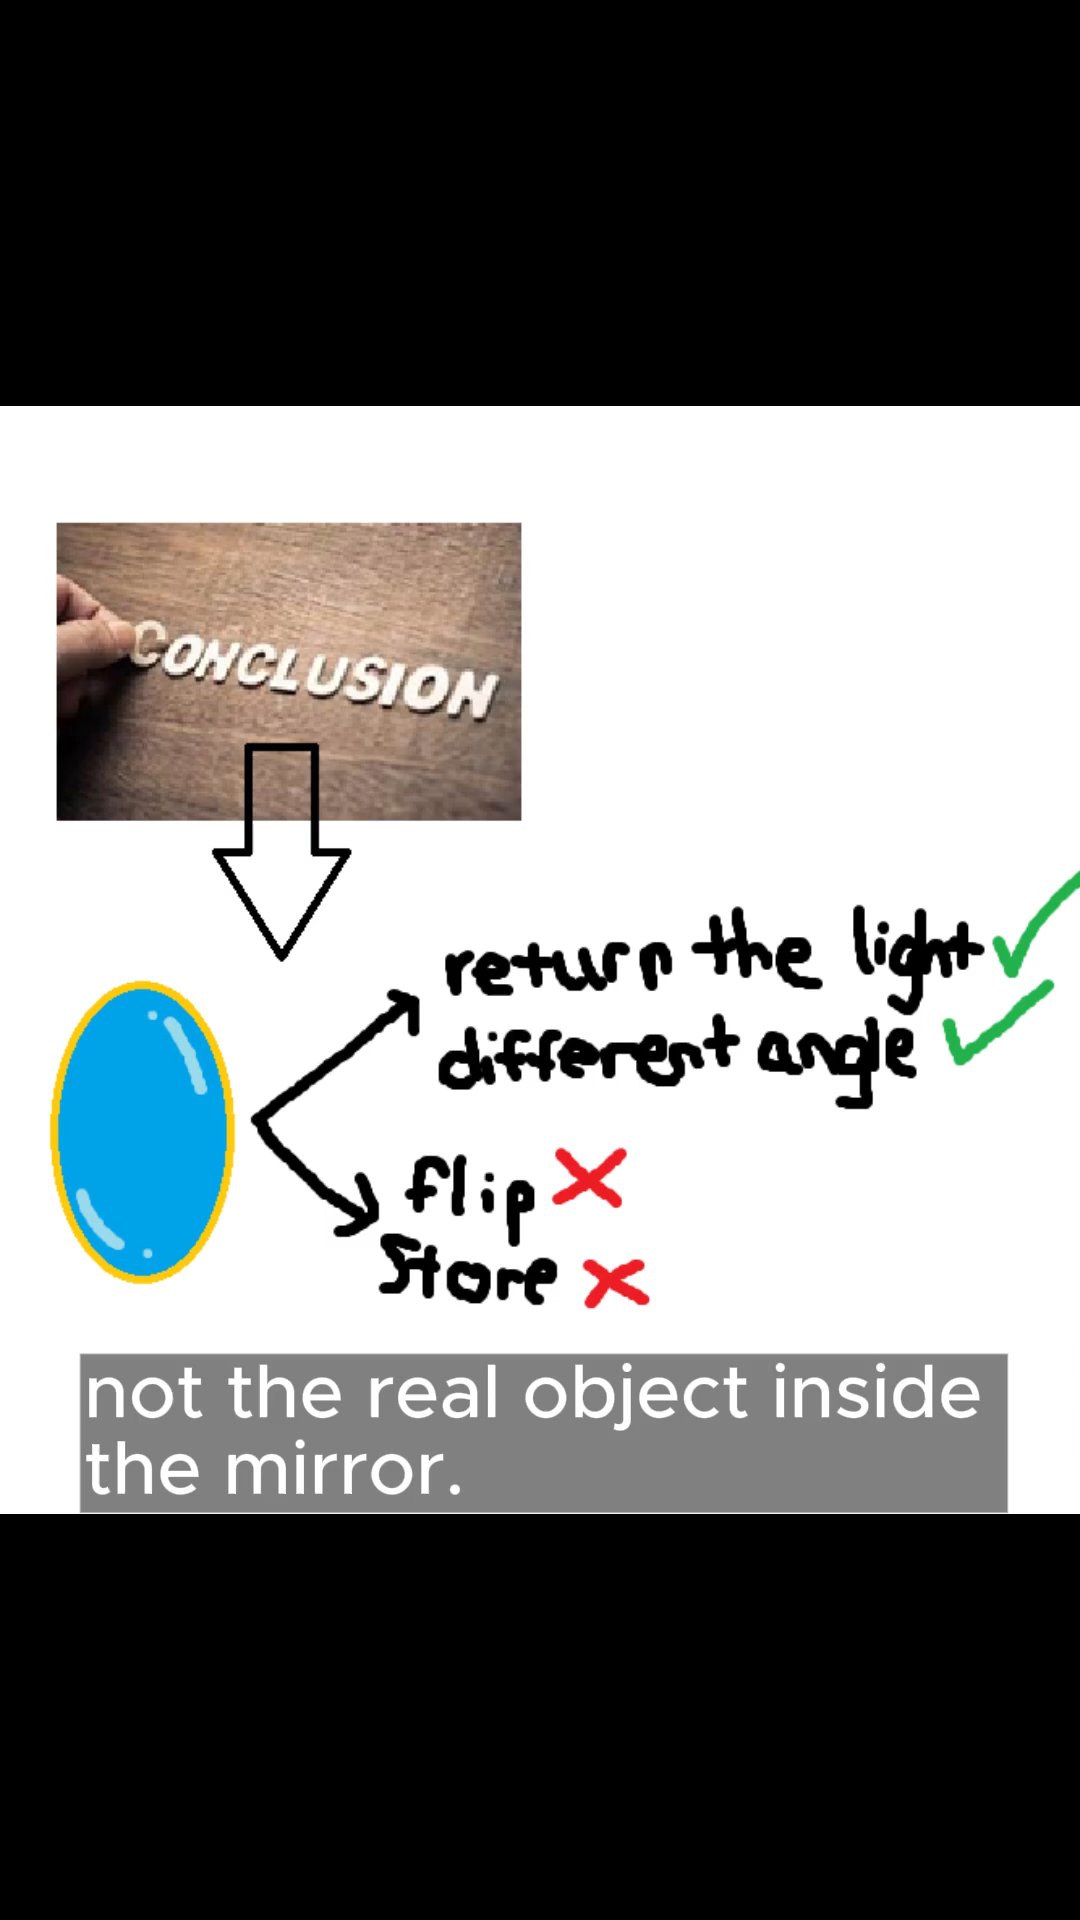 CONCLUSION
return the light
different angle
flip
Store
not the real object inside
the mirror.